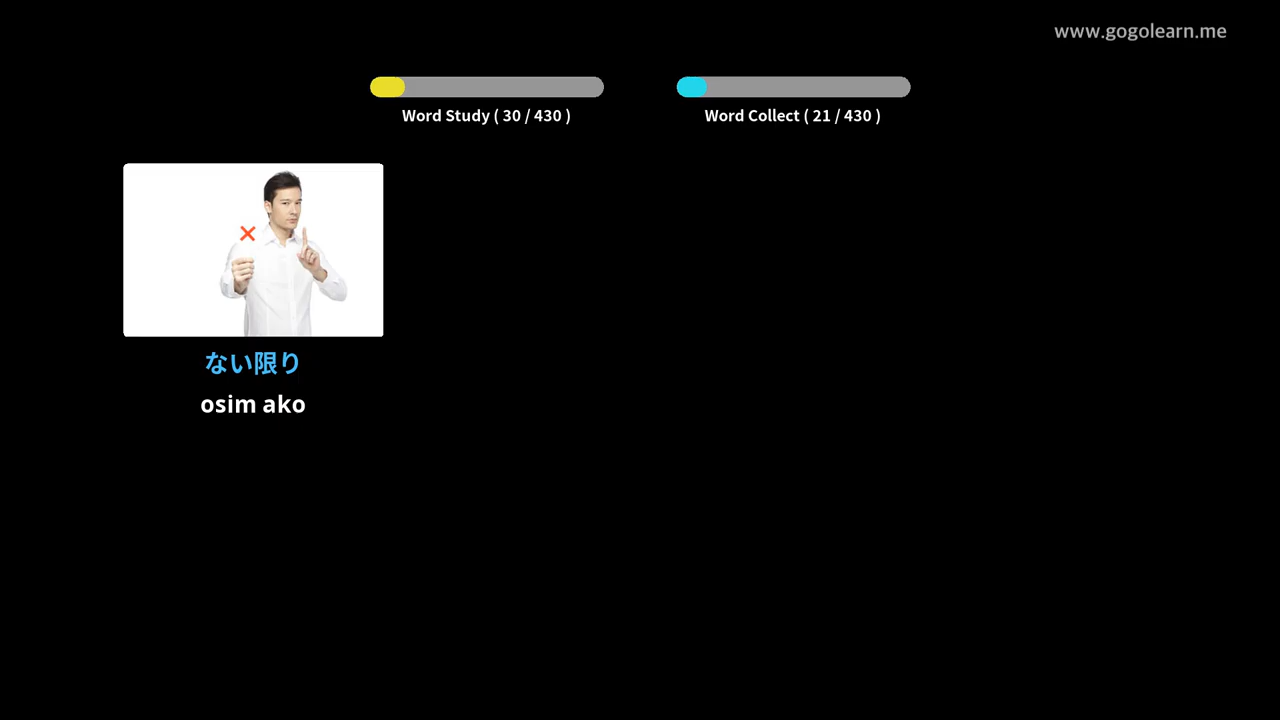 www.gogolearn.me
Word Study ( 30 / 430 )
Word Collect ( 21 / 430 )
ない限り
osim ako